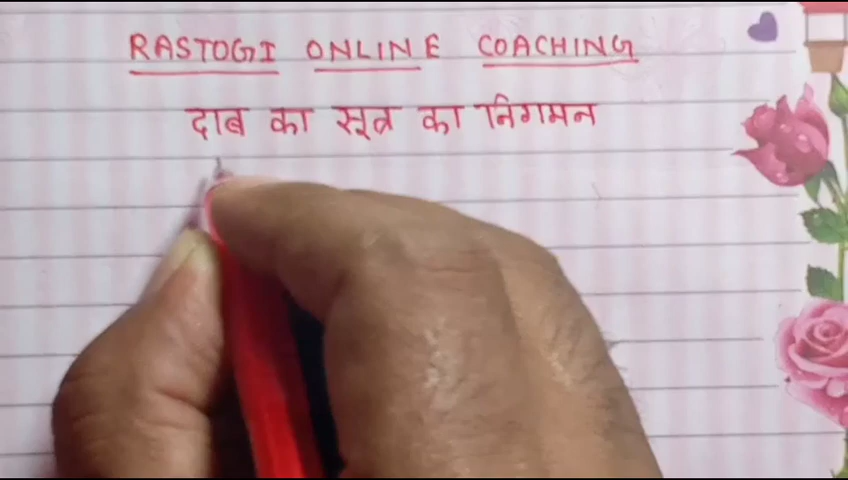 RASTOGI ONLINE COACHING
दाब का सूत्र का निगमन